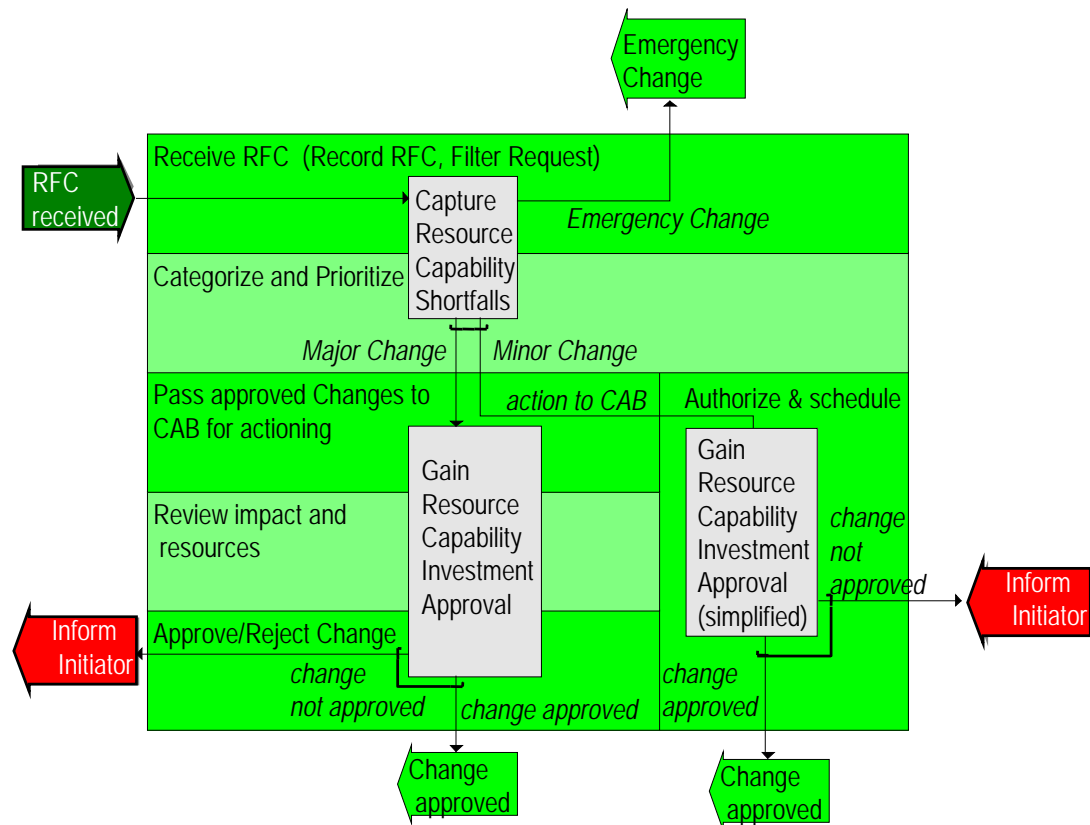 Emergency
Change
Receive RFC (Record RFC, Filter Request)
RFC
received
Capture
Resource
Capability
Shortfalls
Emergency Change
Categorize and Prioritize
Major Change
Minor Change
Pass approved Changes to
CAB for actioning
action to CAB
Authorize & schedule
Gain
Resource
Capability
Investment
Approval
Gain
Resource
Capability
Investment
Approval
(simplified)
change
not
approved
Review impact and
resources
Inform
Initiator
Inform
Initiator
Approve/Reject Change
change
not approved
change approved
change
approved
Change
approved
Change
approved